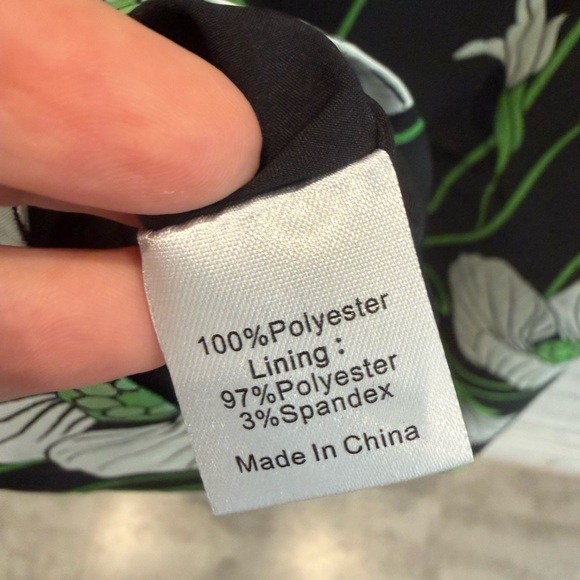 100%Polyester
Lining :
97%Polyester
3%Spandex
Made In China